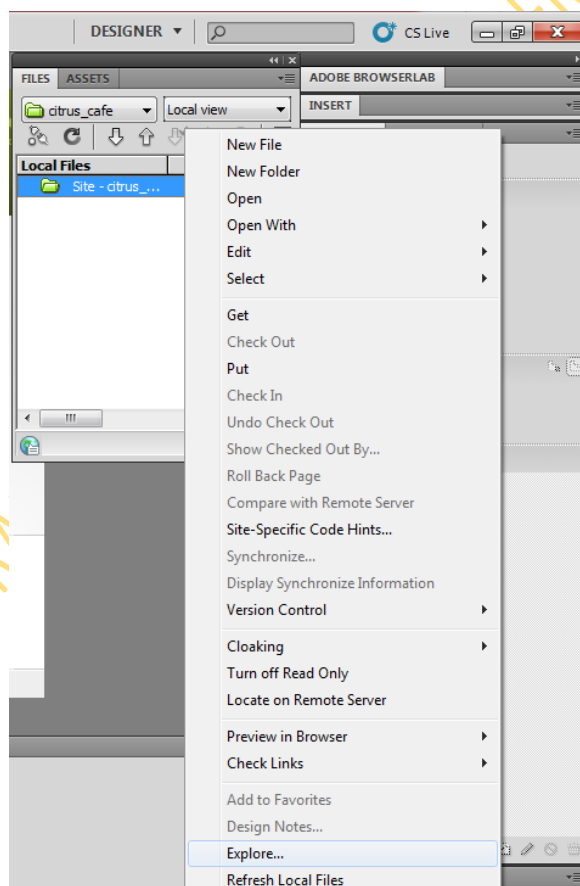 DESIGNER
CS Live
FILES ASSETS
ADOBE BROWSERLAB
citrus_cafe Local view
INSERT
Local Files
Site - citrus_...
New File
New Folder
Open
Open With
Edit
Select
Get
Check Out
Put
Check In
Undo Check Out
Show Checked Out By...
Roll Back Page
Compare with Remote Server
Site-Specific Code Hints...
Synchronize...
Display Synchronize Information
Version Control
Cloaking
Turn off Read Only
Locate on Remote Server
Preview in Browser
Check Links
Add to Favorites
Design Notes...
Explore...
Refresh Local Files